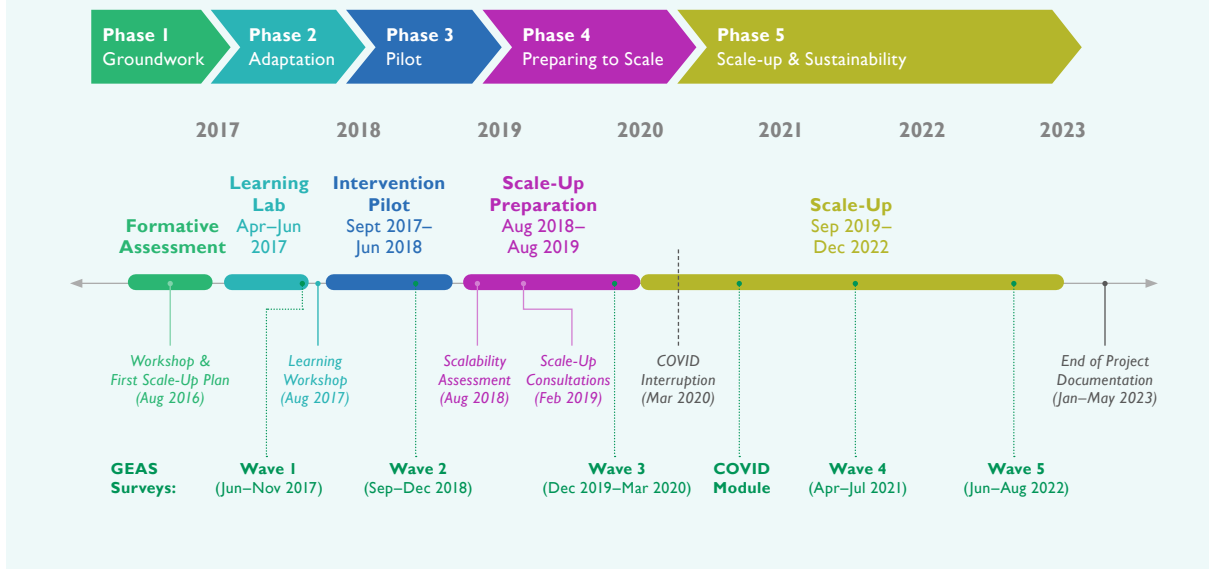 Phase 1
Groundwork
Phase 2
Adaptation
Phase 3
Pilot
Phase 4
Preparing to Scale
Phase 5
Scale-up & Sustainability
2017
2018
2019
2020
2021
2022
2023
Formative
Assessment
Learning
Lab
Apr–Jun
2017
Intervention
Pilot
Sept 2017–
Jun 2018
Scale-Up
Preparation
Aug 2018–
Aug 2019
Scale-Up
Sep 2019–
Dec 2022
Workshop &
First Scale-Up Plan
(Aug 2016)
Learning
Workshop
(Aug 2017)
Scalability
Assessment
(Aug 2018)
Scale-Up
Consultations
(Feb 2019)
COVID
Interruption
(Mar 2020)
End of Project
Documentation
(Jan–May 2023)
GEAS
Surveys:
Wave 1
(Jun–Nov 2017)
Wave 2
(Sep–Dec 2018)
Wave 3
(Dec 2019–Mar 2020)
COVID
Module
Wave 4
(Apr–Jul 2021)
Wave 5
(Jun–Aug 2022)